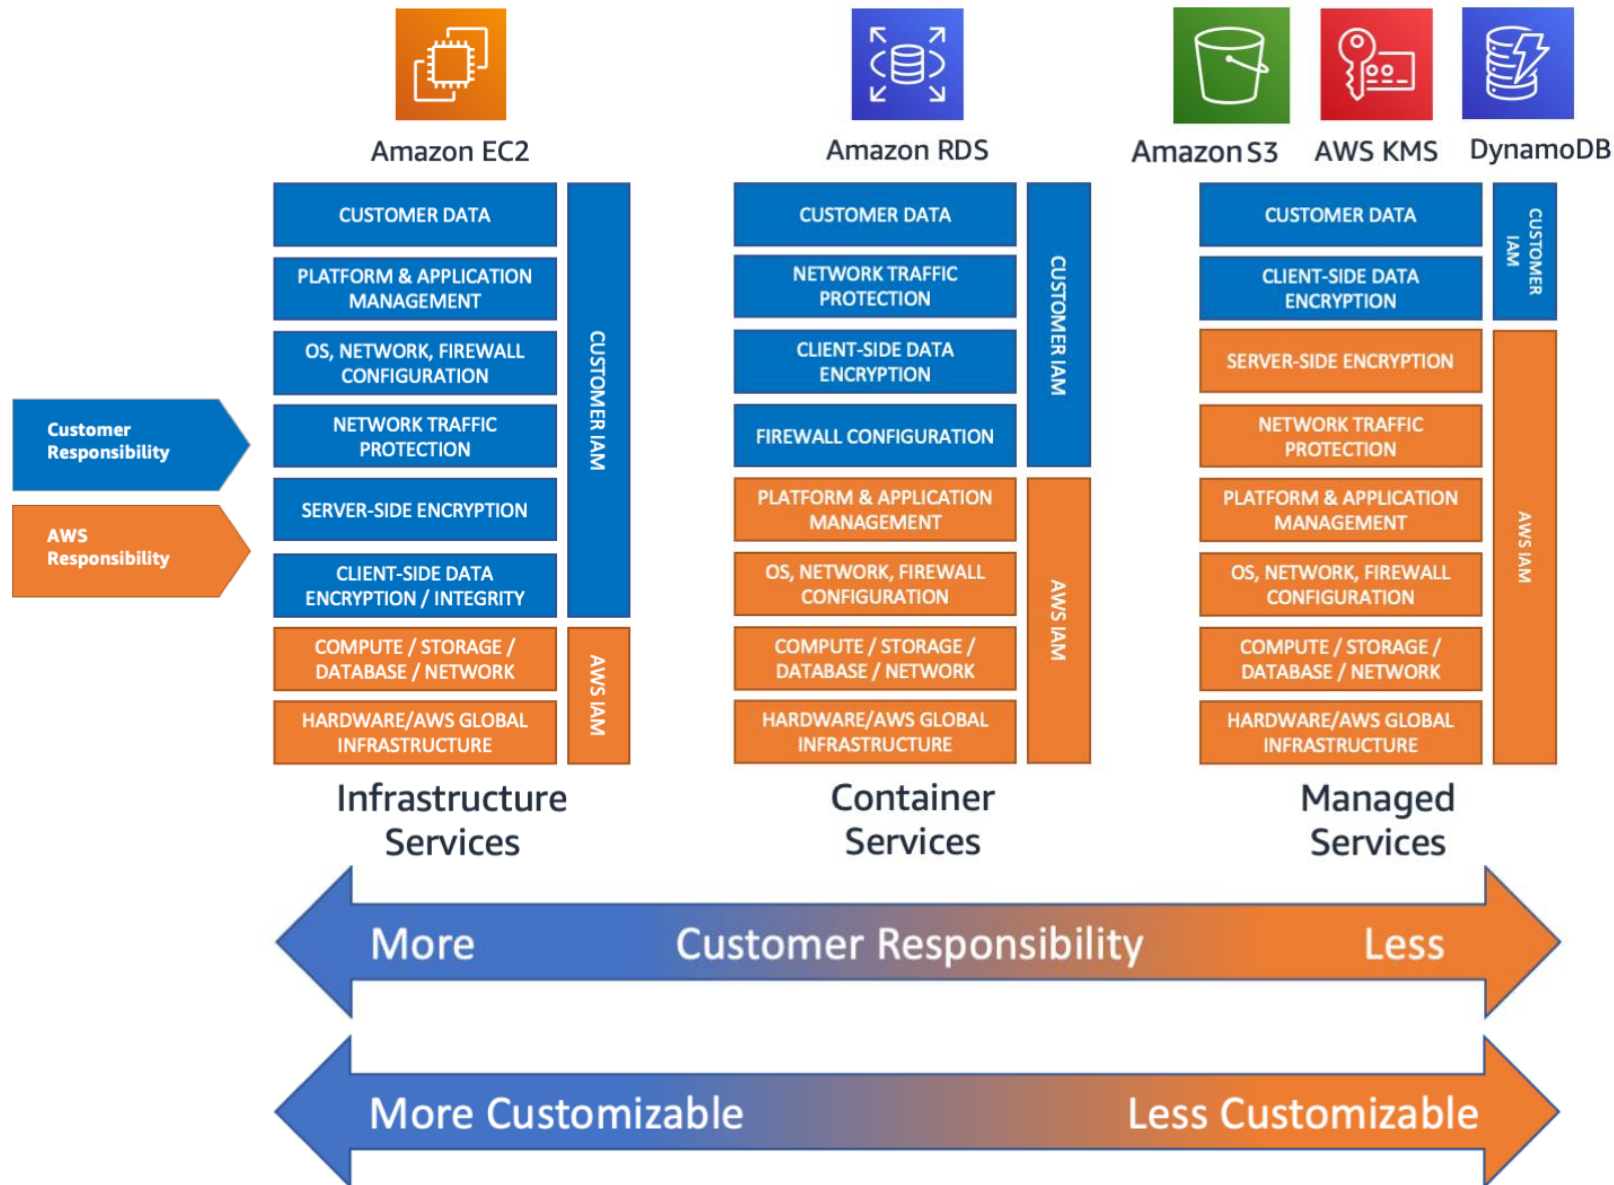 Amazon EC2
Amazon RDS
Amazon S3
AWS KMS
DynamoDB
Customer
Responsibility
AWS
Responsibility
CUSTOMER DATA
PLATFORM & APPLICATION
MANAGEMENT
OS, NETWORK, FIREWALL
CONFIGURATION
NETWORK TRAFFIC
PROTECTION
SERVER-SIDE ENCRYPTION
CLIENT-SIDE DATA
ENCRYPTION / INTEGRITY
COMPUTE / STORAGE /
DATABASE / NETWORK
HARDWARE/AWS GLOBAL
INFRASTRUCTURE
CUSTOMER IAM
AWS IAM
Infrastructure
Services
CUSTOMER DATA
NETWORK TRAFFIC
PROTECTION
CLIENT-SIDE DATA
ENCRYPTION
FIREWALL CONFIGURATION
PLATFORM & APPLICATION
MANAGEMENT
OS, NETWORK, FIREWALL
CONFIGURATION
COMPUTE / STORAGE /
DATABASE / NETWORK
HARDWARE/AWS GLOBAL
INFRASTRUCTURE
CUSTOMER IAM
AWS IAM
Container
Services
CUSTOMER DATA
CLIENT-SIDE DATA
ENCRYPTION
SERVER-SIDE ENCRYPTION
NETWORK TRAFFIC
PROTECTION
PLATFORM & APPLICATION
MANAGEMENT
OS, NETWORK, FIREWALL
CONFIGURATION
COMPUTE / STORAGE /
DATABASE / NETWORK
HARDWARE/AWS GLOBAL
INFRASTRUCTURE
CUSTOMER
IAM
AWS IAM
Managed
Services
More Customer Responsibility Less
More Customizable Less Customizable